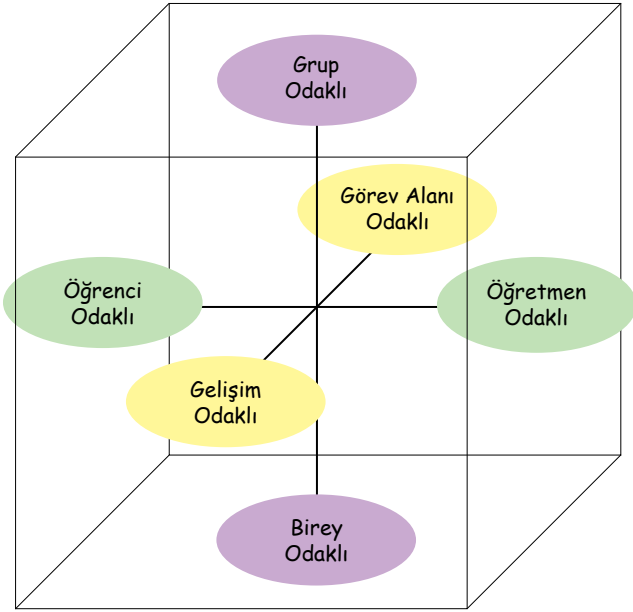 Grup
Odaklı
Görev Alanı
Odaklı
Öğrenci
Odaklı
Öğretmen
Odaklı
Gelişim
Odaklı
Birey
Odaklı